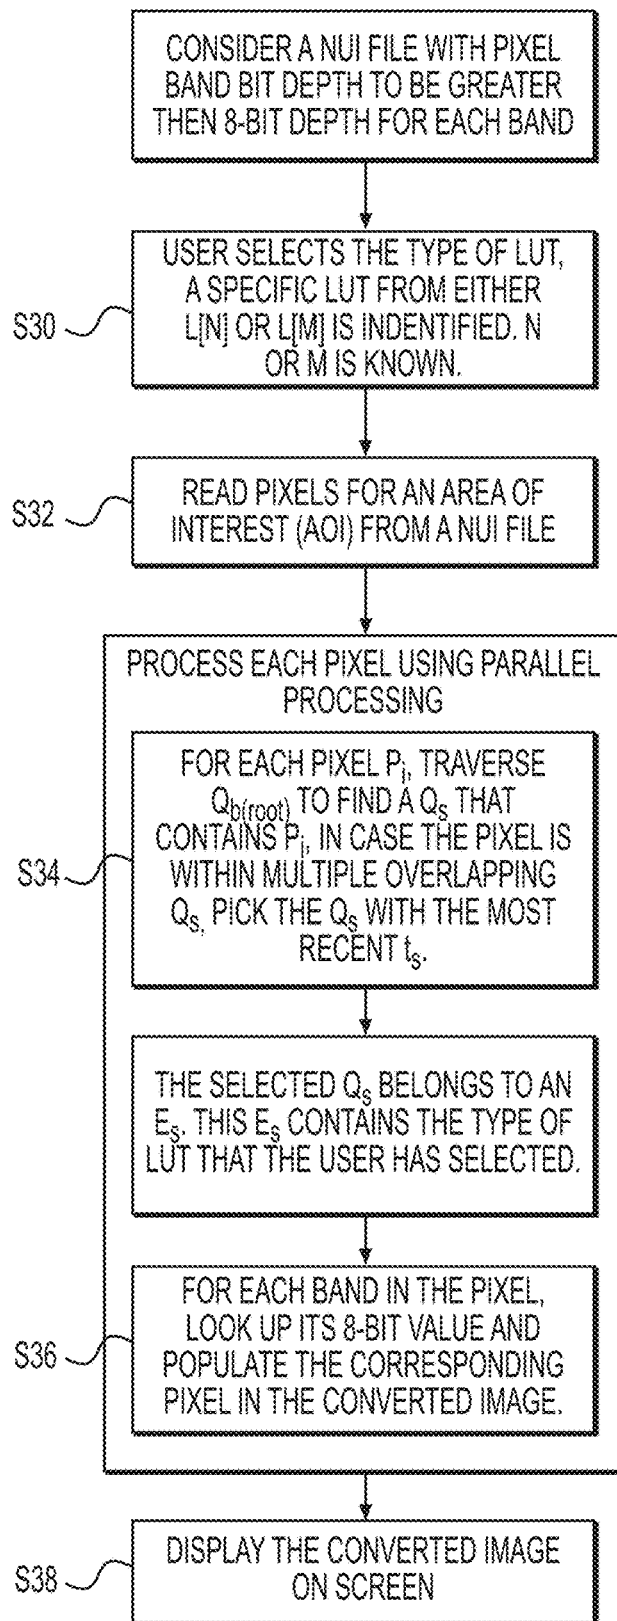 CONSIDER A NUI FILE WITH PIXEL
BAND BIT DEPTH TO BE GREATER
THEN 8-BIT DEPTH FOR EACH BAND
USER SELECTS THE TYPE OF LUT,
A SPECIFIC LUT FROM EITHER
L[N] OR L[M] IS INDENTIFIED. N
OR M IS KNOWN.
S30
READ PIXELS FOR AN AREA OF
INTEREST (AOI) FROM A NUI FILE
S32
PROCESS EACH PIXEL USING PARALLEL
PROCESSING
FOR EACH PIXEL Pi, TRAVERSE
Qb(root) TO FIND A Qs THAT
CONTAINS Pi, IN CASE THE PIXEL IS
WITHIN MULTIPLE OVERLAPPING
Qs, PICK THE Qs WITH THE MOST
RECENT ts.
S34
THE SELECTED Qs BELONGS TO AN
Es. THIS Es CONTAINS THE TYPE OF
LUT THAT THE USER HAS SELECTED.
FOR EACH BAND IN THE PIXEL,
LOOK UP ITS 8-BIT VALUE AND
POPULATE THE CORRESPONDING
PIXEL IN THE CONVERTED IMAGE.
S36
DISPLAY THE CONVERTED IMAGE
ON SCREEN
S38